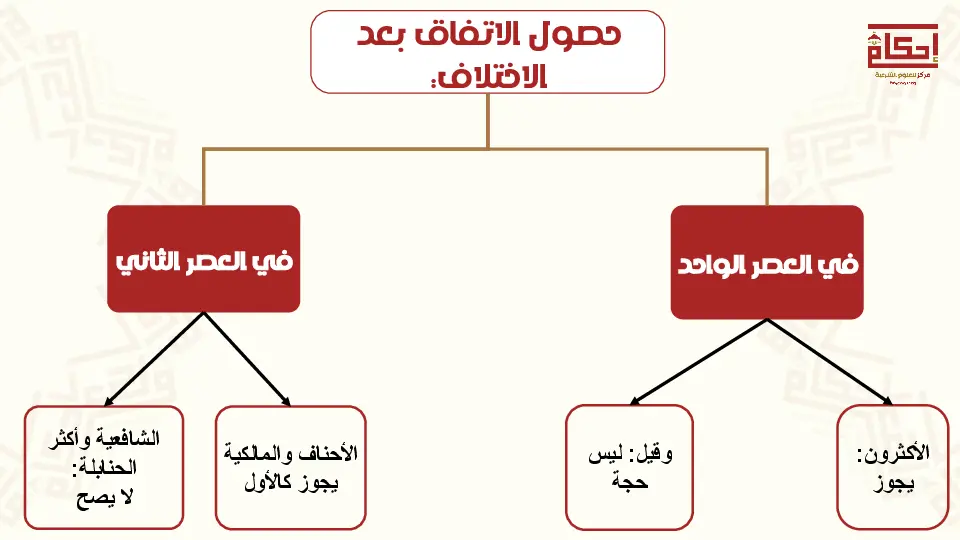 حصول الاتفاق بعد
الاختلاف:
إحكام
مركز للعلوم الشرعية
في العصر الواحد
في العصر الثاني
الأكثرون:
يجوز
وقيل: ليس
حجة
الأحناف والمالكية
يجوز كالأول
الشافعية وأكثر
الحنابلة:
لا يصح